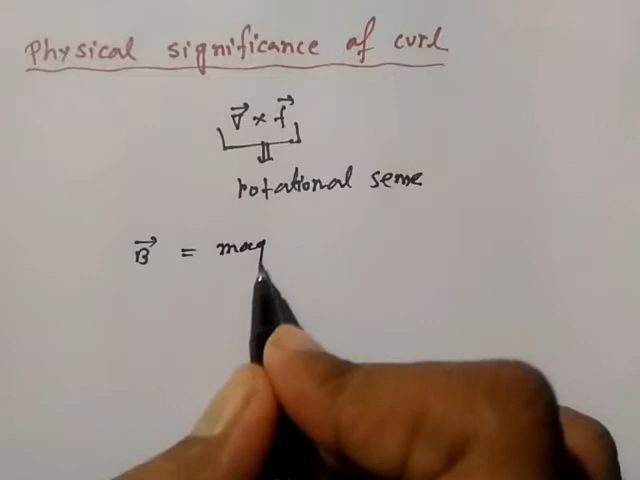 Physical significance of curl
∇⃗ × f⃗
rotational sense
B⃗ = mag